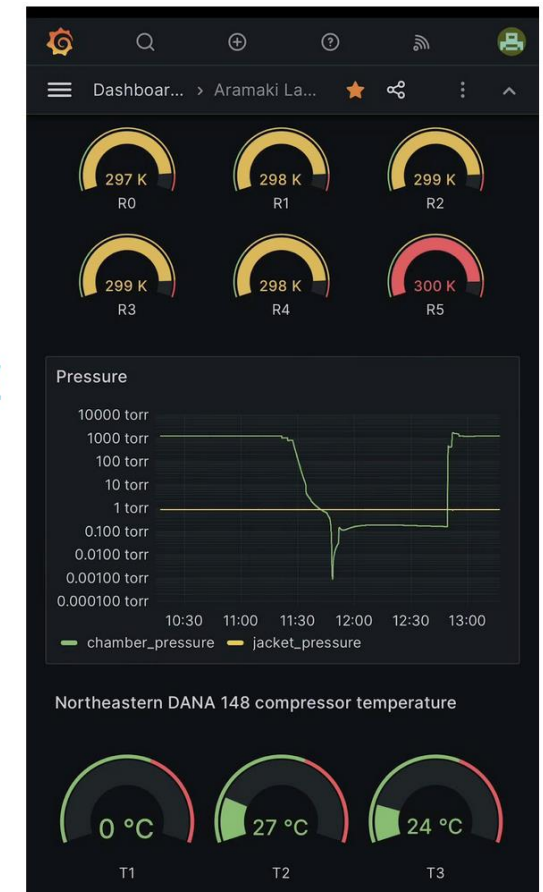 Dashboar... › Aramaki La...
297 K
298 K
299 K
R0
R1
R2
299 K
298 K
300 K
R3
R4
R5
Pressure
10000 torr
1000 torr
100 torr
10 torr
1 torr
0.100 torr
0.0100 torr
0.00100 torr
0.000100 torr
10:30 11:00 11:30 12:00 12:30 13:00
chamber_pressure jacket_pressure
Northeastern DANA 148 compressor temperature
0 °C
27 °C
24 °C
T1
T2
T3